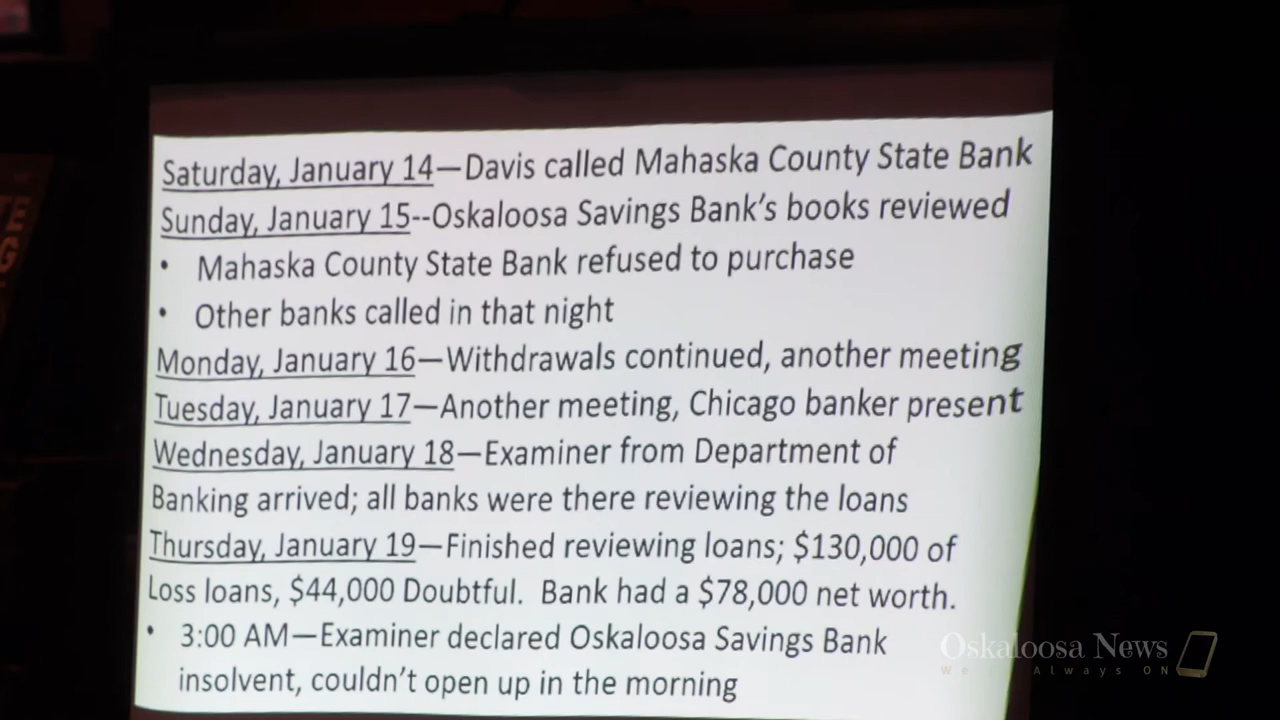 Saturday, January 14—Davis called Mahaska County State Bank
Sunday, January 15--Oskaloosa Savings Bank's books reviewed
• Mahaska County State Bank refused to purchase
• Other banks called in that night
Monday, January 16—Withdrawals continued, another meeting
Tuesday, January 17—Another meeting, Chicago banker present
Wednesday, January 18—Examiner from Department of
Banking arrived; all banks were there reviewing the loans
Thursday, January 19—Finished reviewing loans; $130,000 of
Loss loans, $44,000 Doubtful.  Bank had a $78,000 net worth.
• 3:00 AM—Examiner declared Oskaloosa Savings Bank
insolvent, couldn't open up in the morning
Oskaloosa News
Always ON